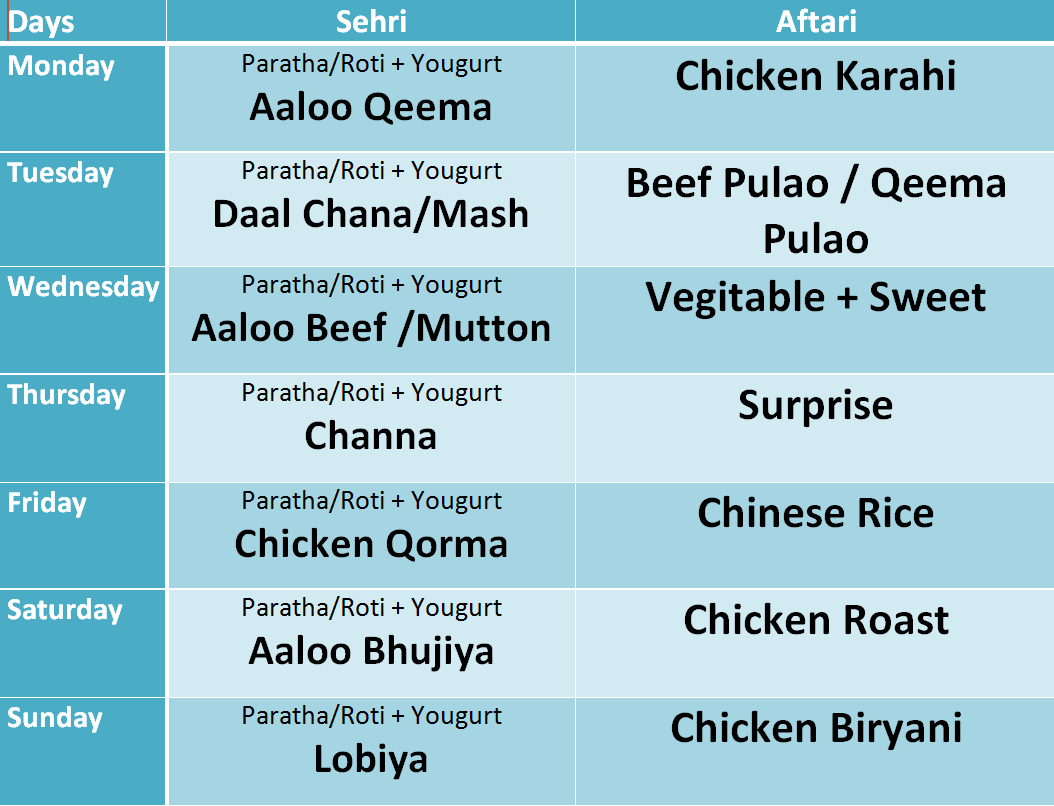 Days Sehri Aftari
Monday
Paratha/Roti + Yougurt
Aaloo Qeema
Chicken Karahi
Tuesday
Paratha/Roti + Yougurt
Daal Chana/Mash
Beef Pulao / Qeema
Pulao
Wednesday
Paratha/Roti + Yougurt
Aaloo Beef /Mutton
Vegitable + Sweet
Thursday
Paratha/Roti + Yougurt
Channa
Surprise
Friday
Paratha/Roti + Yougurt
Chicken Qorma
Chinese Rice
Saturday
Paratha/Roti + Yougurt
Aaloo Bhujiya
Chicken Roast
Sunday
Paratha/Roti + Yougurt
Lobiya
Chicken Biryani